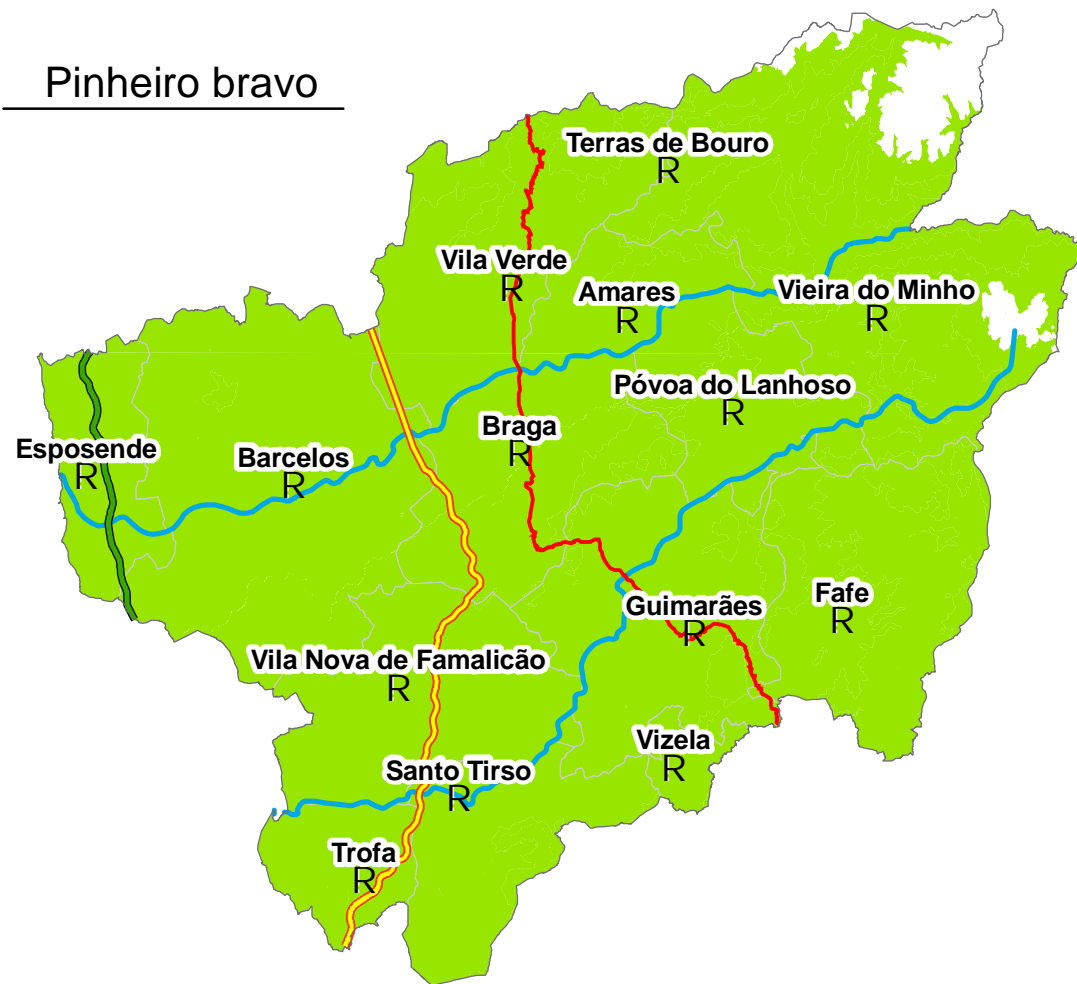 Pinheiro bravo
Terras de Bouro
R
Vila Verde
R
Amares
R
Vieira do Minho
R
Póvoa do Lanhoso
R
Braga
R
Esposende
R
Barcelos
R
Guimarães
R
Fafe
R
Vila Nova de Famalicão
R
Vizela
R
Santo Tirso
R
Trofa
R